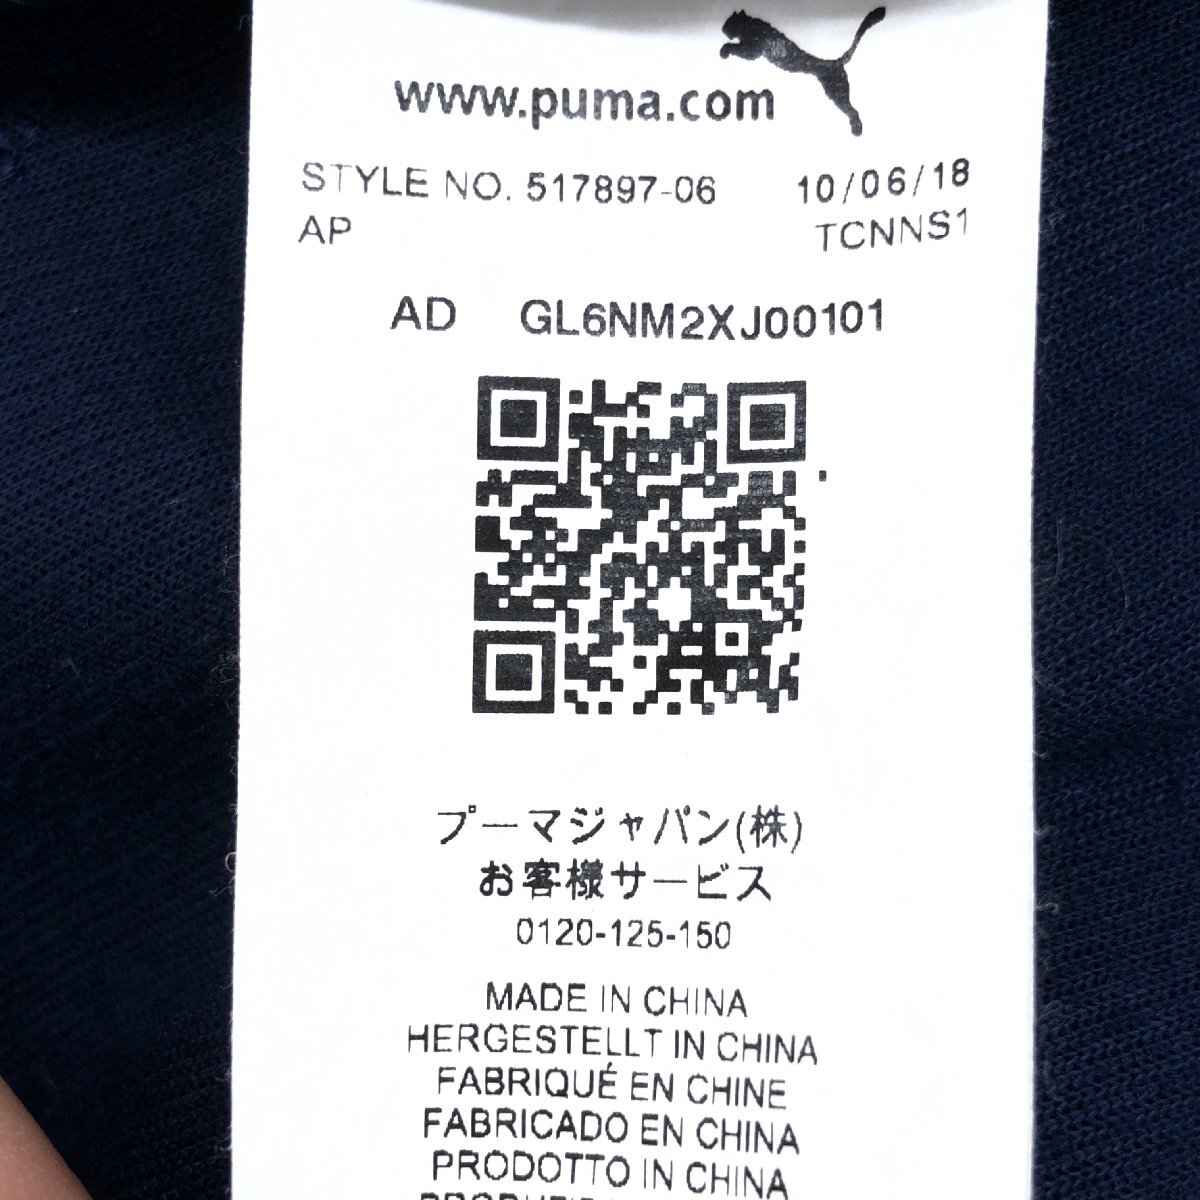 www.puma.com
STYLE NO. 517897-06 10/06/18
AP TCNNS1
AD GL6NM2XJ00101
プーマジャパン(株)
お客様サービス
0120-125-150
MADE IN CHINA
HERGESTELLT IN CHINA
FABRIQUÉ EN CHINE
FABRICADO EN CHINA
PRODOTTO IN CHINA